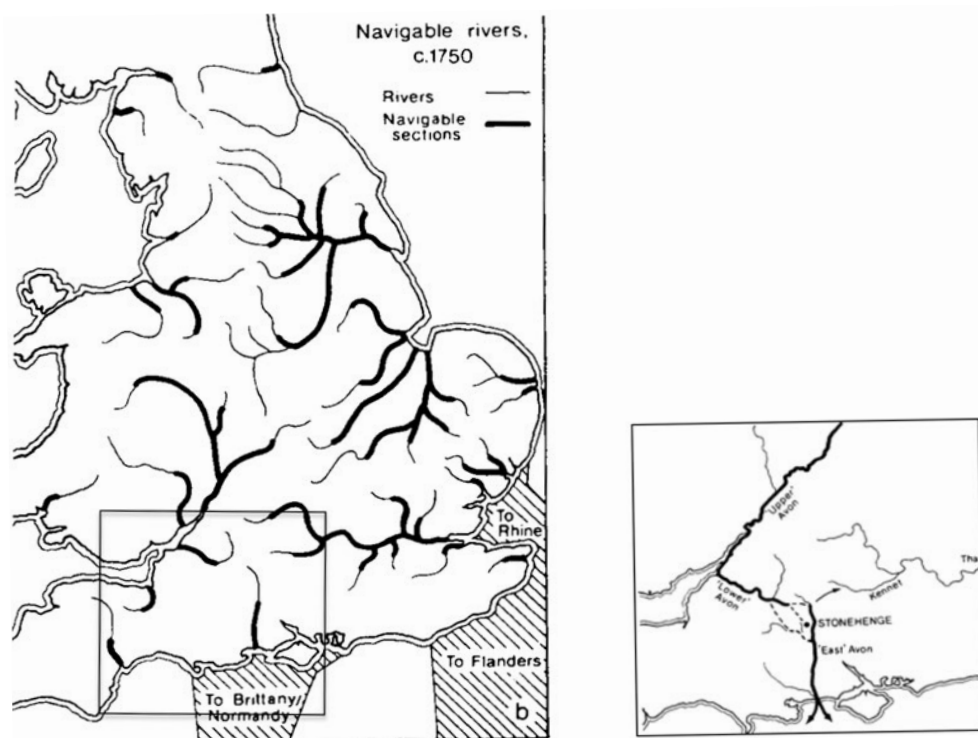 Navigable rivers,
c.1750
Rivers
Navigable
sections
To
Rhine
To Flanders
To Brittany/
Normandy
b
'Upper'
Avon
'Lower'
Avon
Kennet
Tha
STONEHENGE
'East' Avon